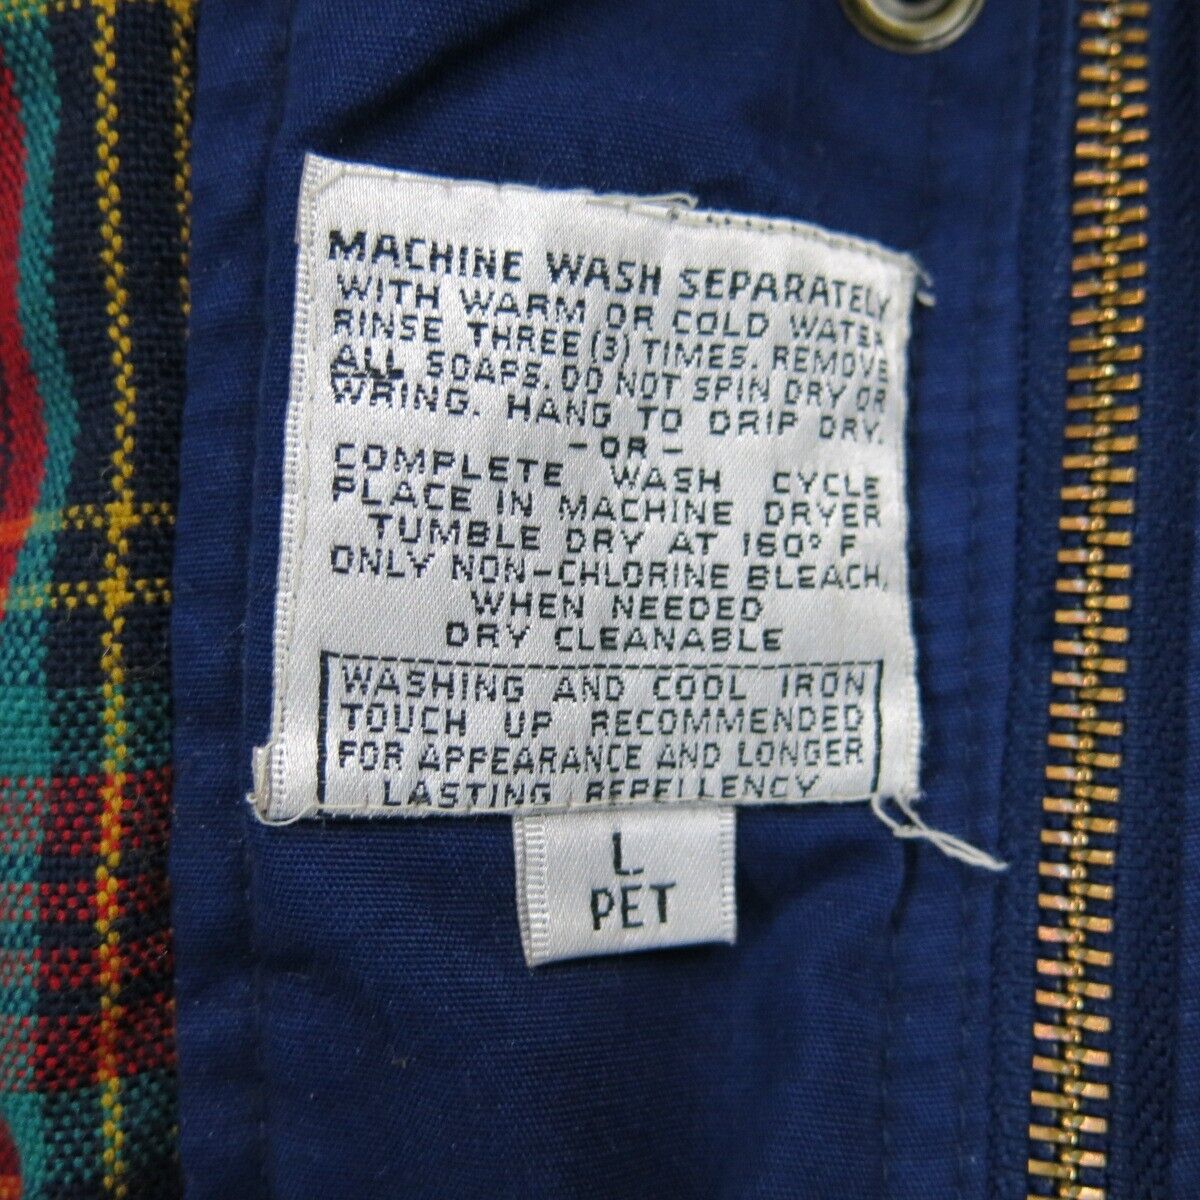 MACHINE WASH SEPARATELY
WITH WARM OR COLD WATER
RINSE THREE (3) TIMES. REMOVE
ALL SOAPS. DO NOT SPIN DRY OR
WRING. HANG TO DRIP DRY.
-OR-
COMPLETE WASH CYCLE
PLACE IN MACHINE DRYER
TUMBLE DRY AT 160° F
ONLY NON-CHLORINE BLEACH,
WHEN NEEDED
DRY CLEANABLE
WASHING AND COOL IRON
TOUCH UP RECOMMENDED
FOR APPEARANCE AND LONGER
LASTING REPELLENCY
L
PET